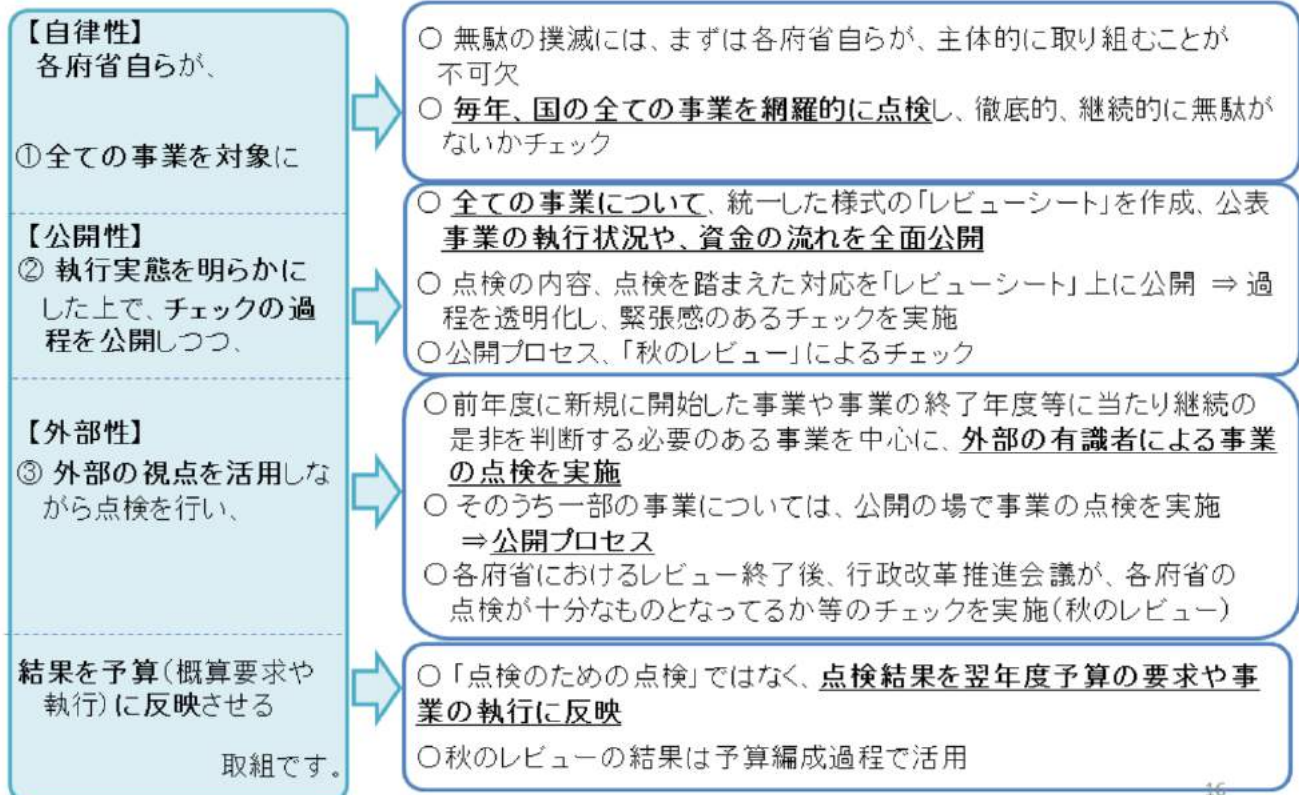 【自律性】
各府省自らが、
①全ての事業を対象に
○ 無駄の撲滅には、まずは各府省自らが、主体的に取り組むことが
不可欠
○ 毎年、国の全ての事業を網羅的に点検し、徹底的、継続的に無駄が
ないかチェック
【公開性】
② 執行実態を明らかに
した上で、チェックの過
程を公開しつつ、
○ 全ての事業について、統一した様式の「レビューシート」を作成、公表
事業の執行状況や、資金の流れを全面公開
○ 点検の内容、点検を踏まえた対応を「レビューシート」上に公開 ⇒ 過
程を透明化し、緊張感のあるチェックを実施
○公開プロセス、「秋のレビュー」によるチェック
【外部性】
③ 外部の視点を活用しな
がら点検を行い、
○前年度に新規に開始した事業や事業の終了年度等に当たり継続の
是非を判断する必要のある事業を中心に、外部の有識者による事業
の点検を実施
○ そのうち一部の事業については、公開の場で事業の点検を実施
⇒公開プロセス
○各府省におけるレビュー終了後、行政改革推進会議が、各府省の
点検が十分なものとなってるか等のチェックを実施(秋のレビュー)
結果を予算(概算要求や
執行)に反映させる
取組です。
○「点検のための点検」ではなく、点検結果を翌年度予算の要求や事
業の執行に反映
○秋のレビューの結果は予算編成過程で活用
16